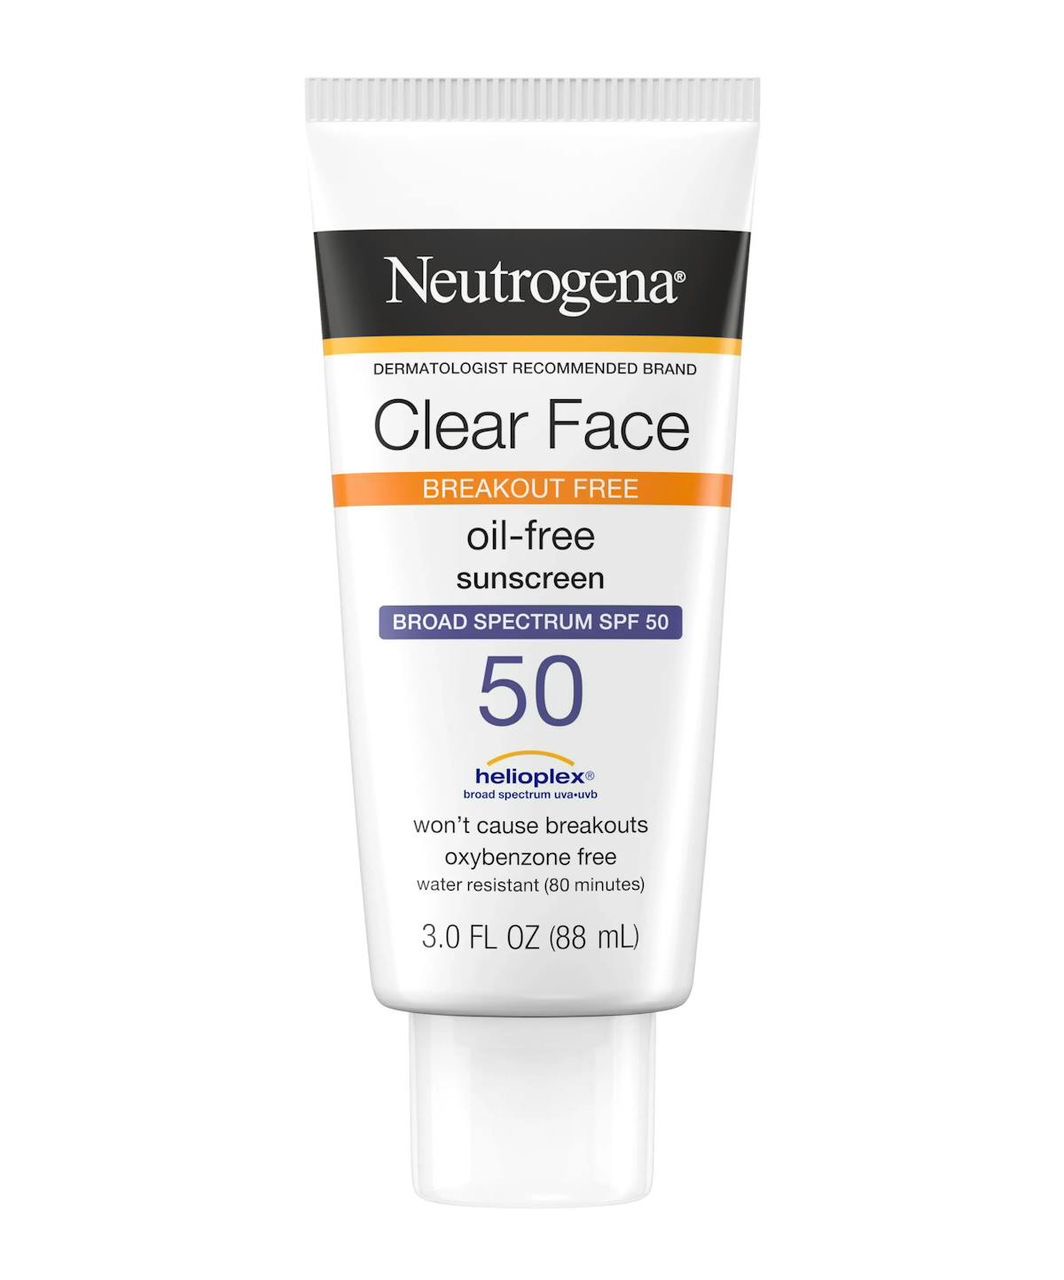 Neutrogena®
DERMATOLOGIST RECOMMENDED BRAND
Clear Face
BREAKOUT FREE
oil-free
sunscreen
BROAD SPECTRUM SPF 50
50
helioplex®
broad spectrum uva•uvb
won't cause breakouts
oxybenzone free
water resistant (80 minutes)
3.0 FL OZ (88 mL)